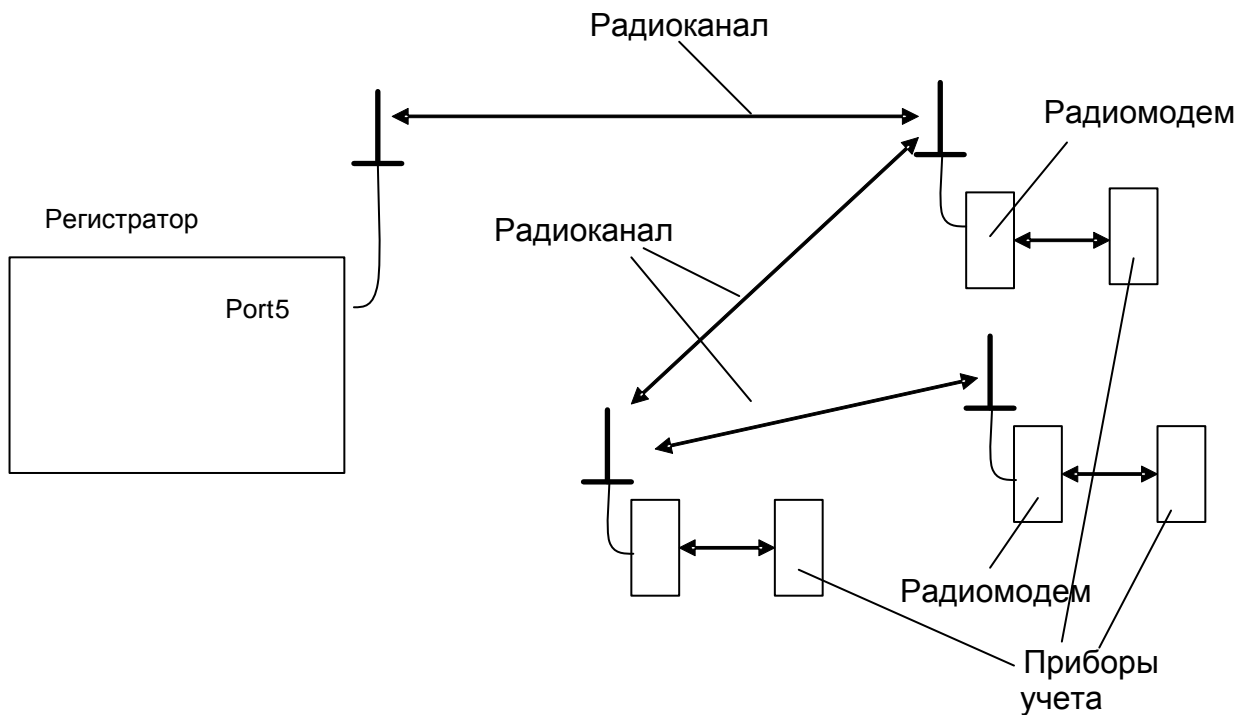 Радиоканал
Радиомодем
Регистратор
Радиоканал
Port5
Радиомодем
Приборы
учета